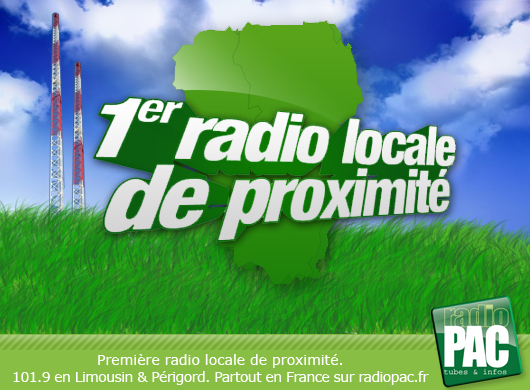 1er radio locale
de proximité
radio
PAC
tubes & infos
Première radio locale de proximité.
101.9 en Limousin & Périgord. Partout en France sur radiopac.fr